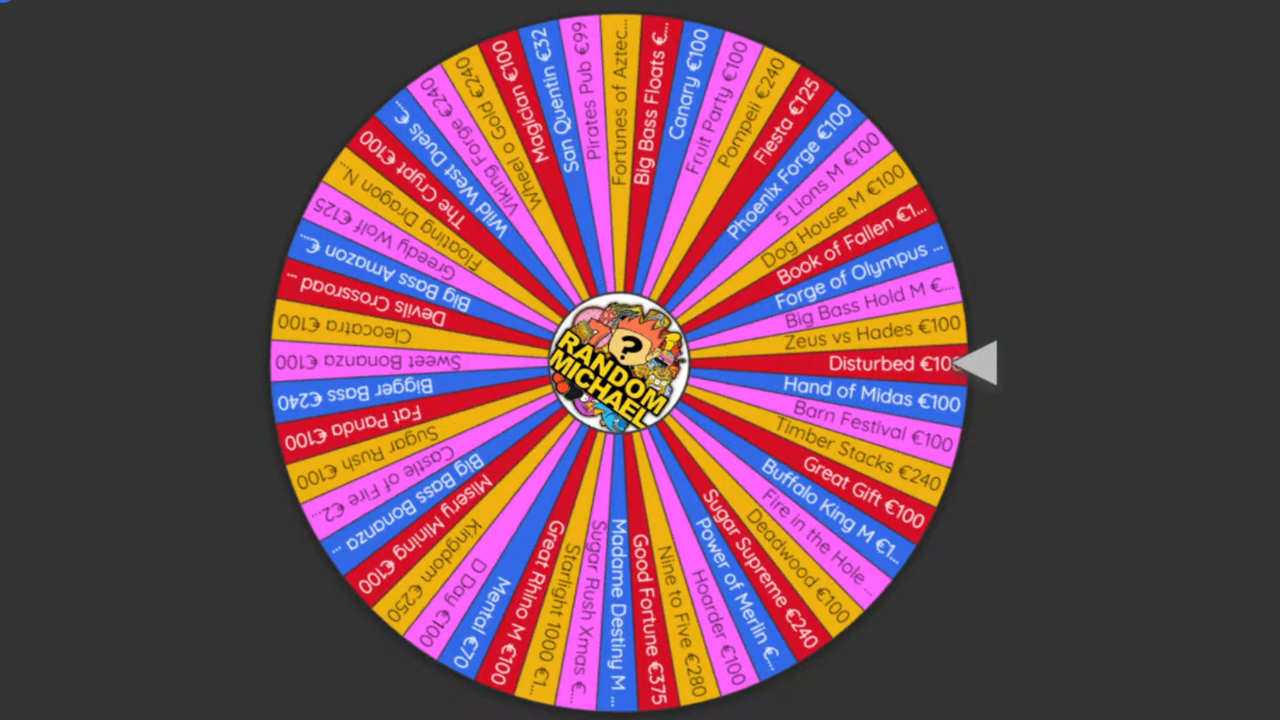 Fortunes of Aztec...
Big Bass Floats €...
Canary €100
Fruit Party €100
Pompeii €240
Fiesta €125
Phoenix Forge €100
5 Lions M €100
Dog House M €100
Book of Fallen €1...
Forge of Olympus ...
Big Bass Hold M €...
Zeus vs Hades €100
Disturbed €10
Hand of Midas €100
Barn Festival €100
Timber Stacks €240
Great Gift €100
Buffalo King M €1...
Fire in the Hole ...
Deadwood €100
Sugar Supreme €240
Power of Merlin €...
Hoarder €100
Nine to Five €280
Good Fortune €375
Madame Destiny M ...
Sugar Rush Xmas €...
Starlight 1000 €1...
Great Rhino M €100
Mental €70
D Day €100
Kingdom €250
Misery Mining €100
Big Bass Bonanza ...
Castle of Fire €2...
Sugar Rush €100
Fat Panda €100
Bigger Bass €240
Sweet Bonanza €100
Cleocatra €100
Devils Crossroad ...
Big Bass Amazon €...
Greedy Wolf €125
Floating Dragon N...
The Crypt €100
Wild West Duels €...
Viking Forge €240
Wheel o Gold €240
Magician €100
San Quentin €32
Pirates Pub €99
?
RANDOM
MICHAEL